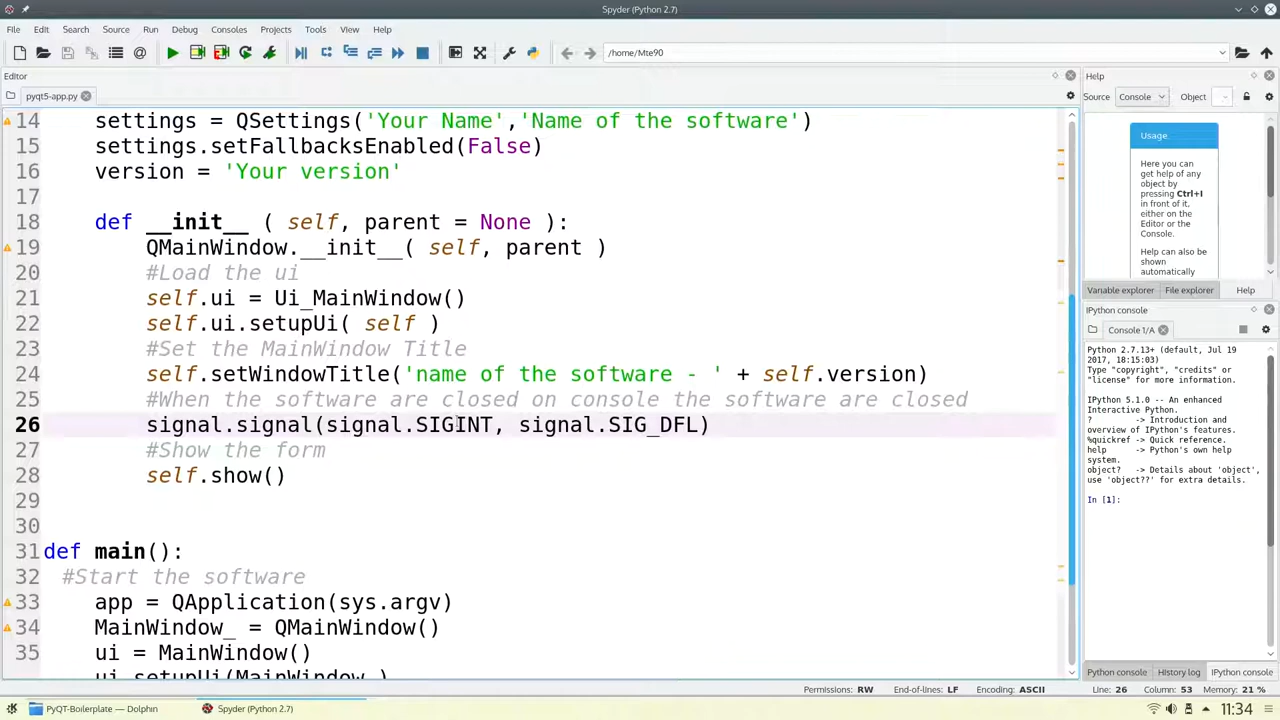 Spyder (Python 2.7)
File Edit Search Source Run Debug Consoles Projects Tools View Help
/home/Mte90
Editor
pyqt5-app.py
14 settings = QSettings('Your Name','Name of the software')
15 settings.setFallbacksEnabled(False)
16 version = 'Your version'
17
18 def __init__ ( self, parent = None ):
19 QMainWindow.__init__( self, parent )
20 #Load the ui
21 self.ui = Ui_MainWindow()
22 self.ui.setupUi( self )
23 #Set the MainWindow Title
24 self.setWindowTitle('name of the software - ' + self.version)
25 #When the software are closed on console the software are closed
26 signal.signal(signal.SIGINT, signal.SIG_DFL)
27 #Show the form
28 self.show()
29
30
31 def main():
32 #Start the software
33 app = QApplication(sys.argv)
34 MainWindow_ = QMainWindow()
35 ui = MainWindow()
ui.setupUi(MainWindow_)
Help
Source Console Object
Usage
Here you can
get help of any
object by
pressing Ctrl+I
in front of it,
either on the
Editor or the
Console.
Help can also be
shown
automatically
Variable explorer File explorer Help
IPython console
Console 1/A
Python 2.7.13+ (default, Jul 19
2017, 18:15:03)
Type "copyright", "credits" or
"license" for more information.
IPython 5.1.0 -- An enhanced
Interactive Python.
? -> Introduction and
overview of IPython's features.
%quickref -> Quick reference.
help -> Python's own help
system.
object? -> Details about 'object',
use 'object??' for extra details.
In [1]:
Python console History log IPython console
Permissions: RW End-of-lines: LF Encoding: ASCII Line: 26 Column: 53 Memory: 21 %
PyQT-Boilerplate — Dolphin Spyder (Python 2.7) 11:34